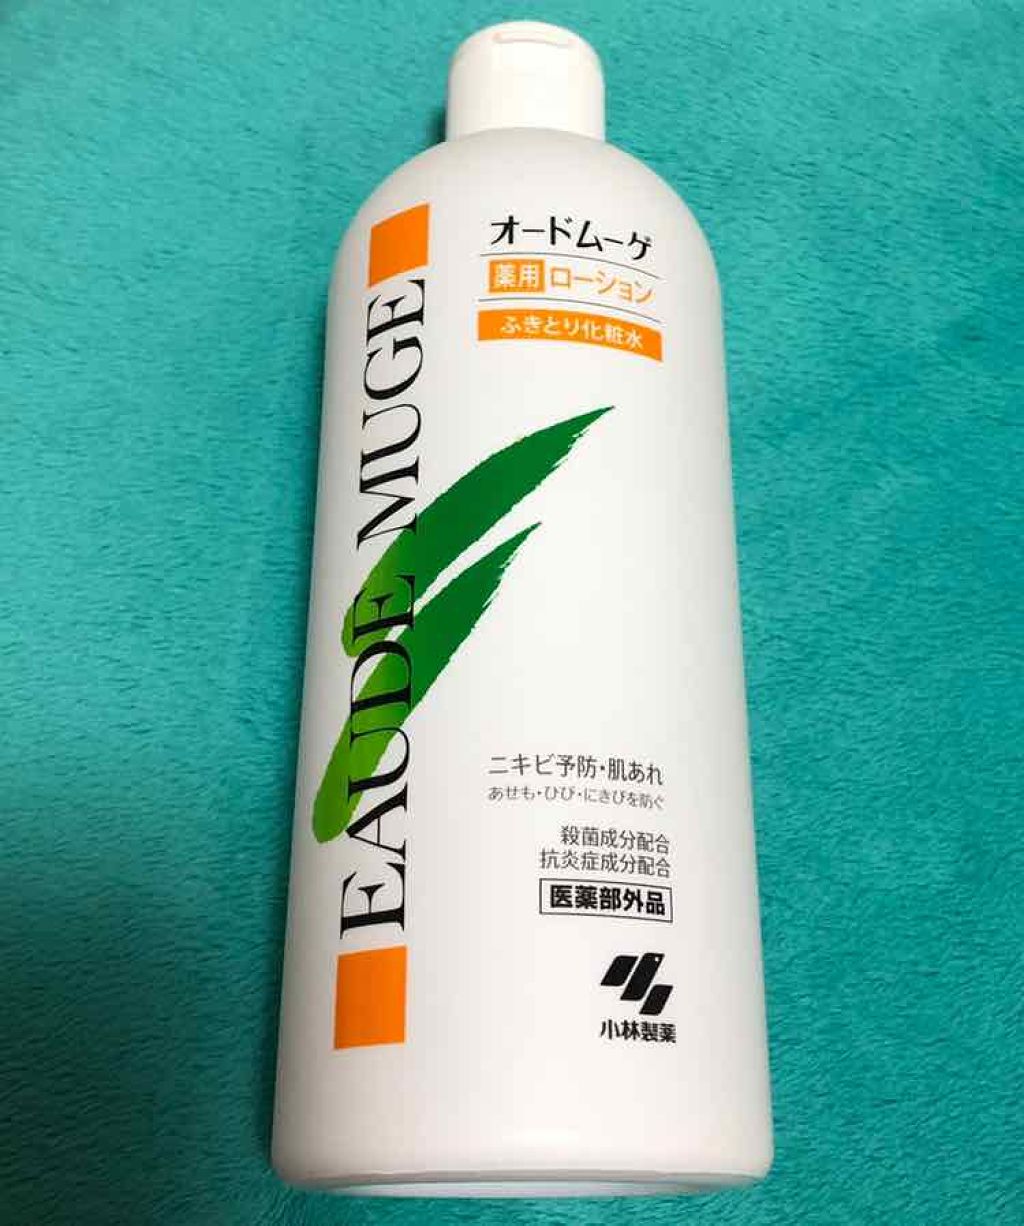 EAUDE MUGE
オードムーゲ
薬用 ローション
ふきとり化粧水
ニキビ予防・肌あれ
あせも・ひび・にきびを防ぐ
殺菌成分配合
抗炎症成分配合
医薬部外品
小林製薬